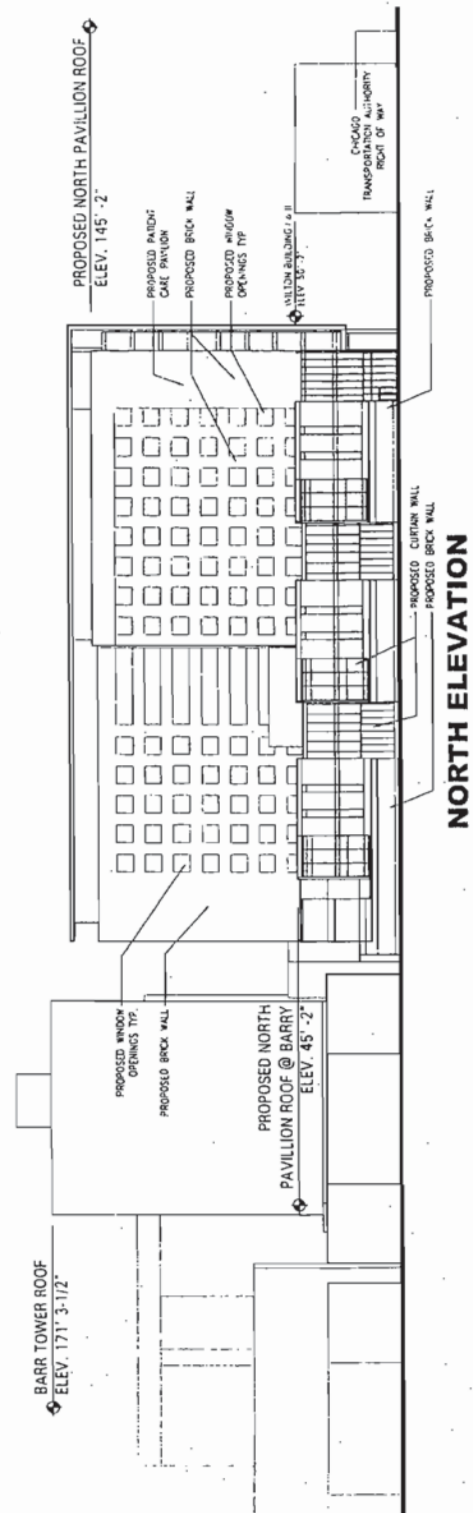 BARR TOWER ROOF
ELEV. 171' 3-1/2"
PROPOSED WINDOW
OPENINGS TYP.
PROPOSED BRICK WALL
PROPOSED NORTH
PAVILLION ROOF @ BARRY
ELEV. 45'-2"
PROPOSED NORTH PAVILLION ROOF
ELEV. 145'-2"
PROPOSED PATIENT
CARE PAVILION
PROPOSED BRICK WALL
PROPOSED WINDOW
OPENINGS TYP
WILTON BUILDING I & II
CHICAGO
TRANSPORTATION AUTHORITY
RIGHT OF WAY
PROPOSED BRICK WALL
PROPOSED CURTAIN WALL
PROPOSED BRICK WALL
NORTH ELEVATION